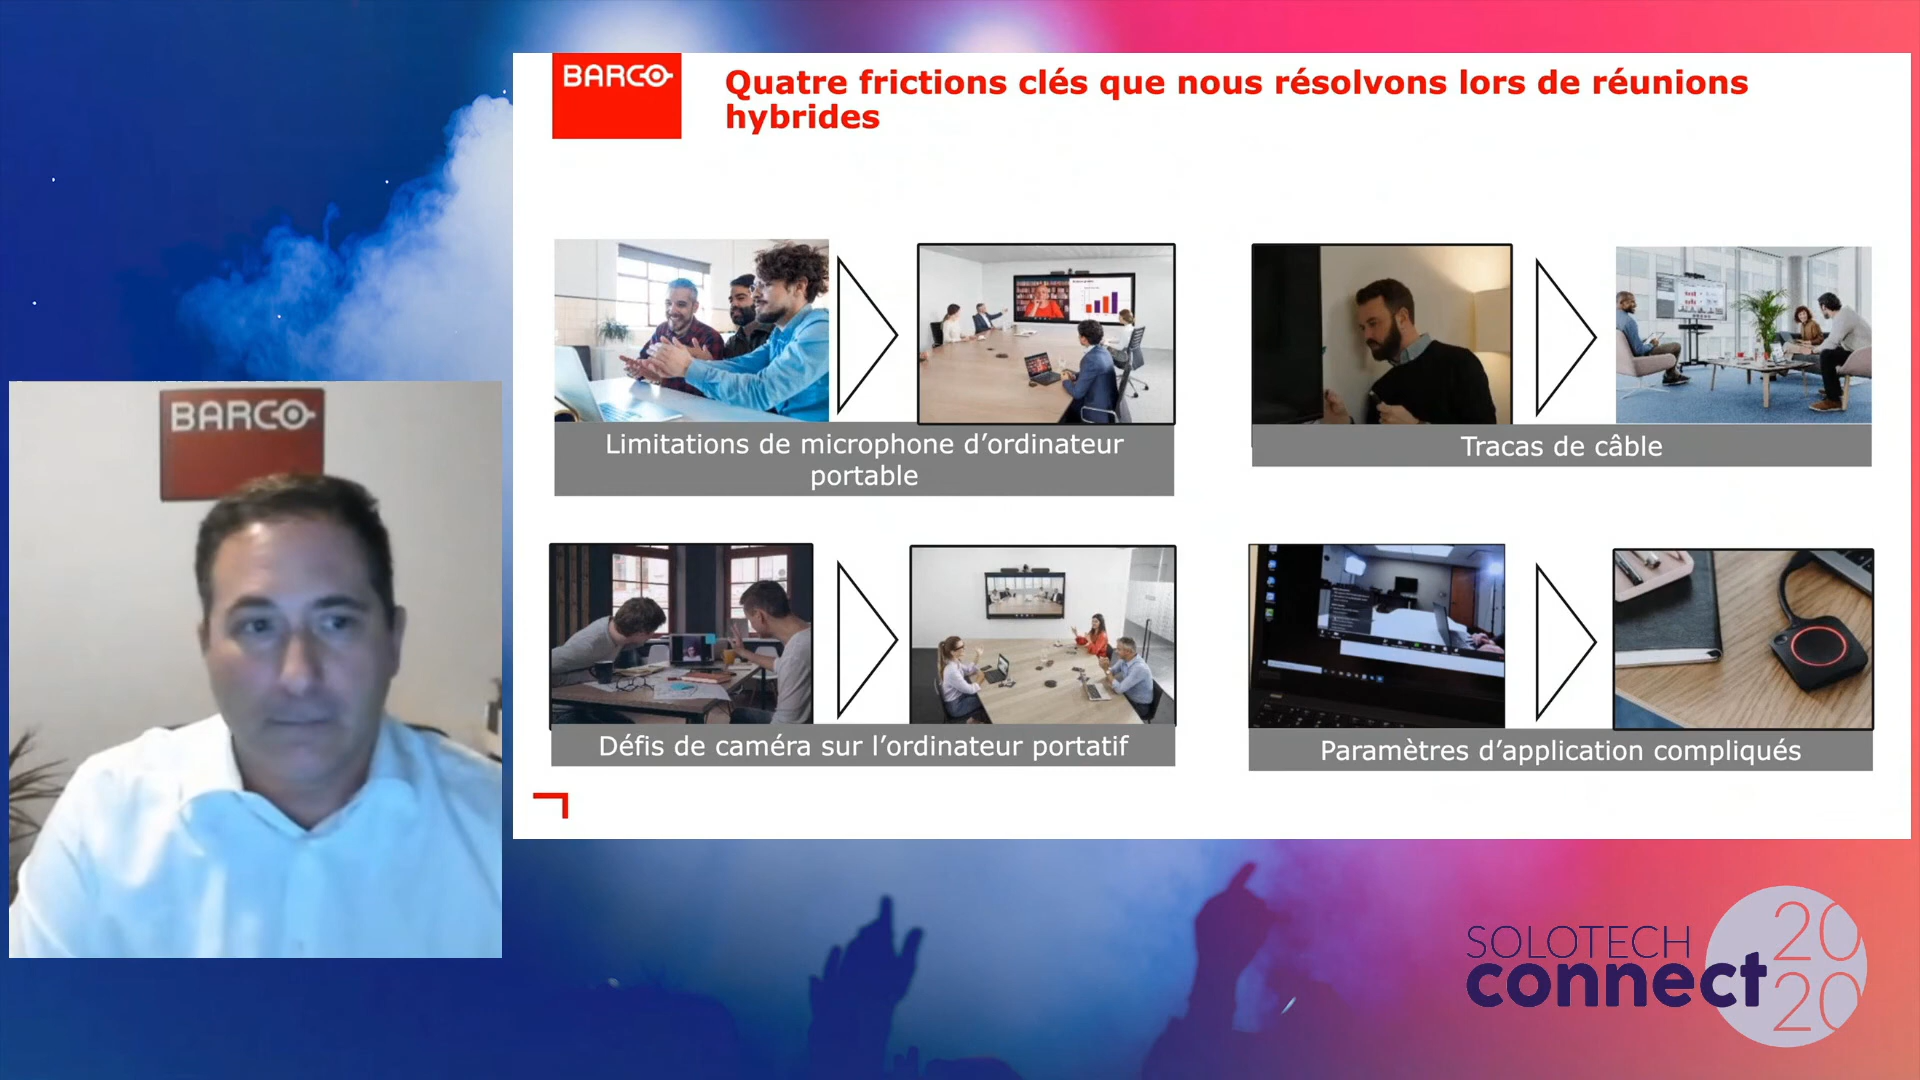 BARCO
Quatre frictions clés que nous résolvons lors de réunions
hybrides
Limitations de microphone d’ordinateur
portable
Tracas de câble
Défis de caméra sur l’ordinateur portatif
Paramètres d’application compliqués
BARCO
SOLOTECH
connect
20
20